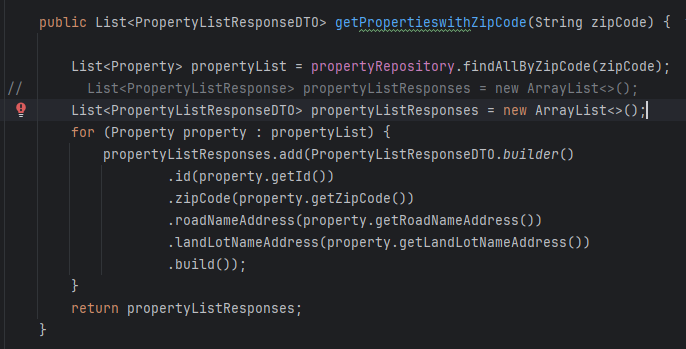 public List<PropertyListResponseDTO> getPropertieswithZipCode(String zipCode) {
List<Property> propertyList = propertyRepository.findAllByZipCode(zipCode);
//      List<PropertyListResponse> propertyListResponses = new ArrayList<>();
List<PropertyListResponseDTO> propertyListResponses = new ArrayList<>();
for (Property property : propertyList) {
propertyListResponses.add(PropertyListResponseDTO.builder()
.id(property.getId())
.zipCode(property.getZipCode())
.roadNameAddress(property.getRoadNameAddress())
.landLotNameAddress(property.getLandLotNameAddress())
.build());
}
return propertyListResponses;
}